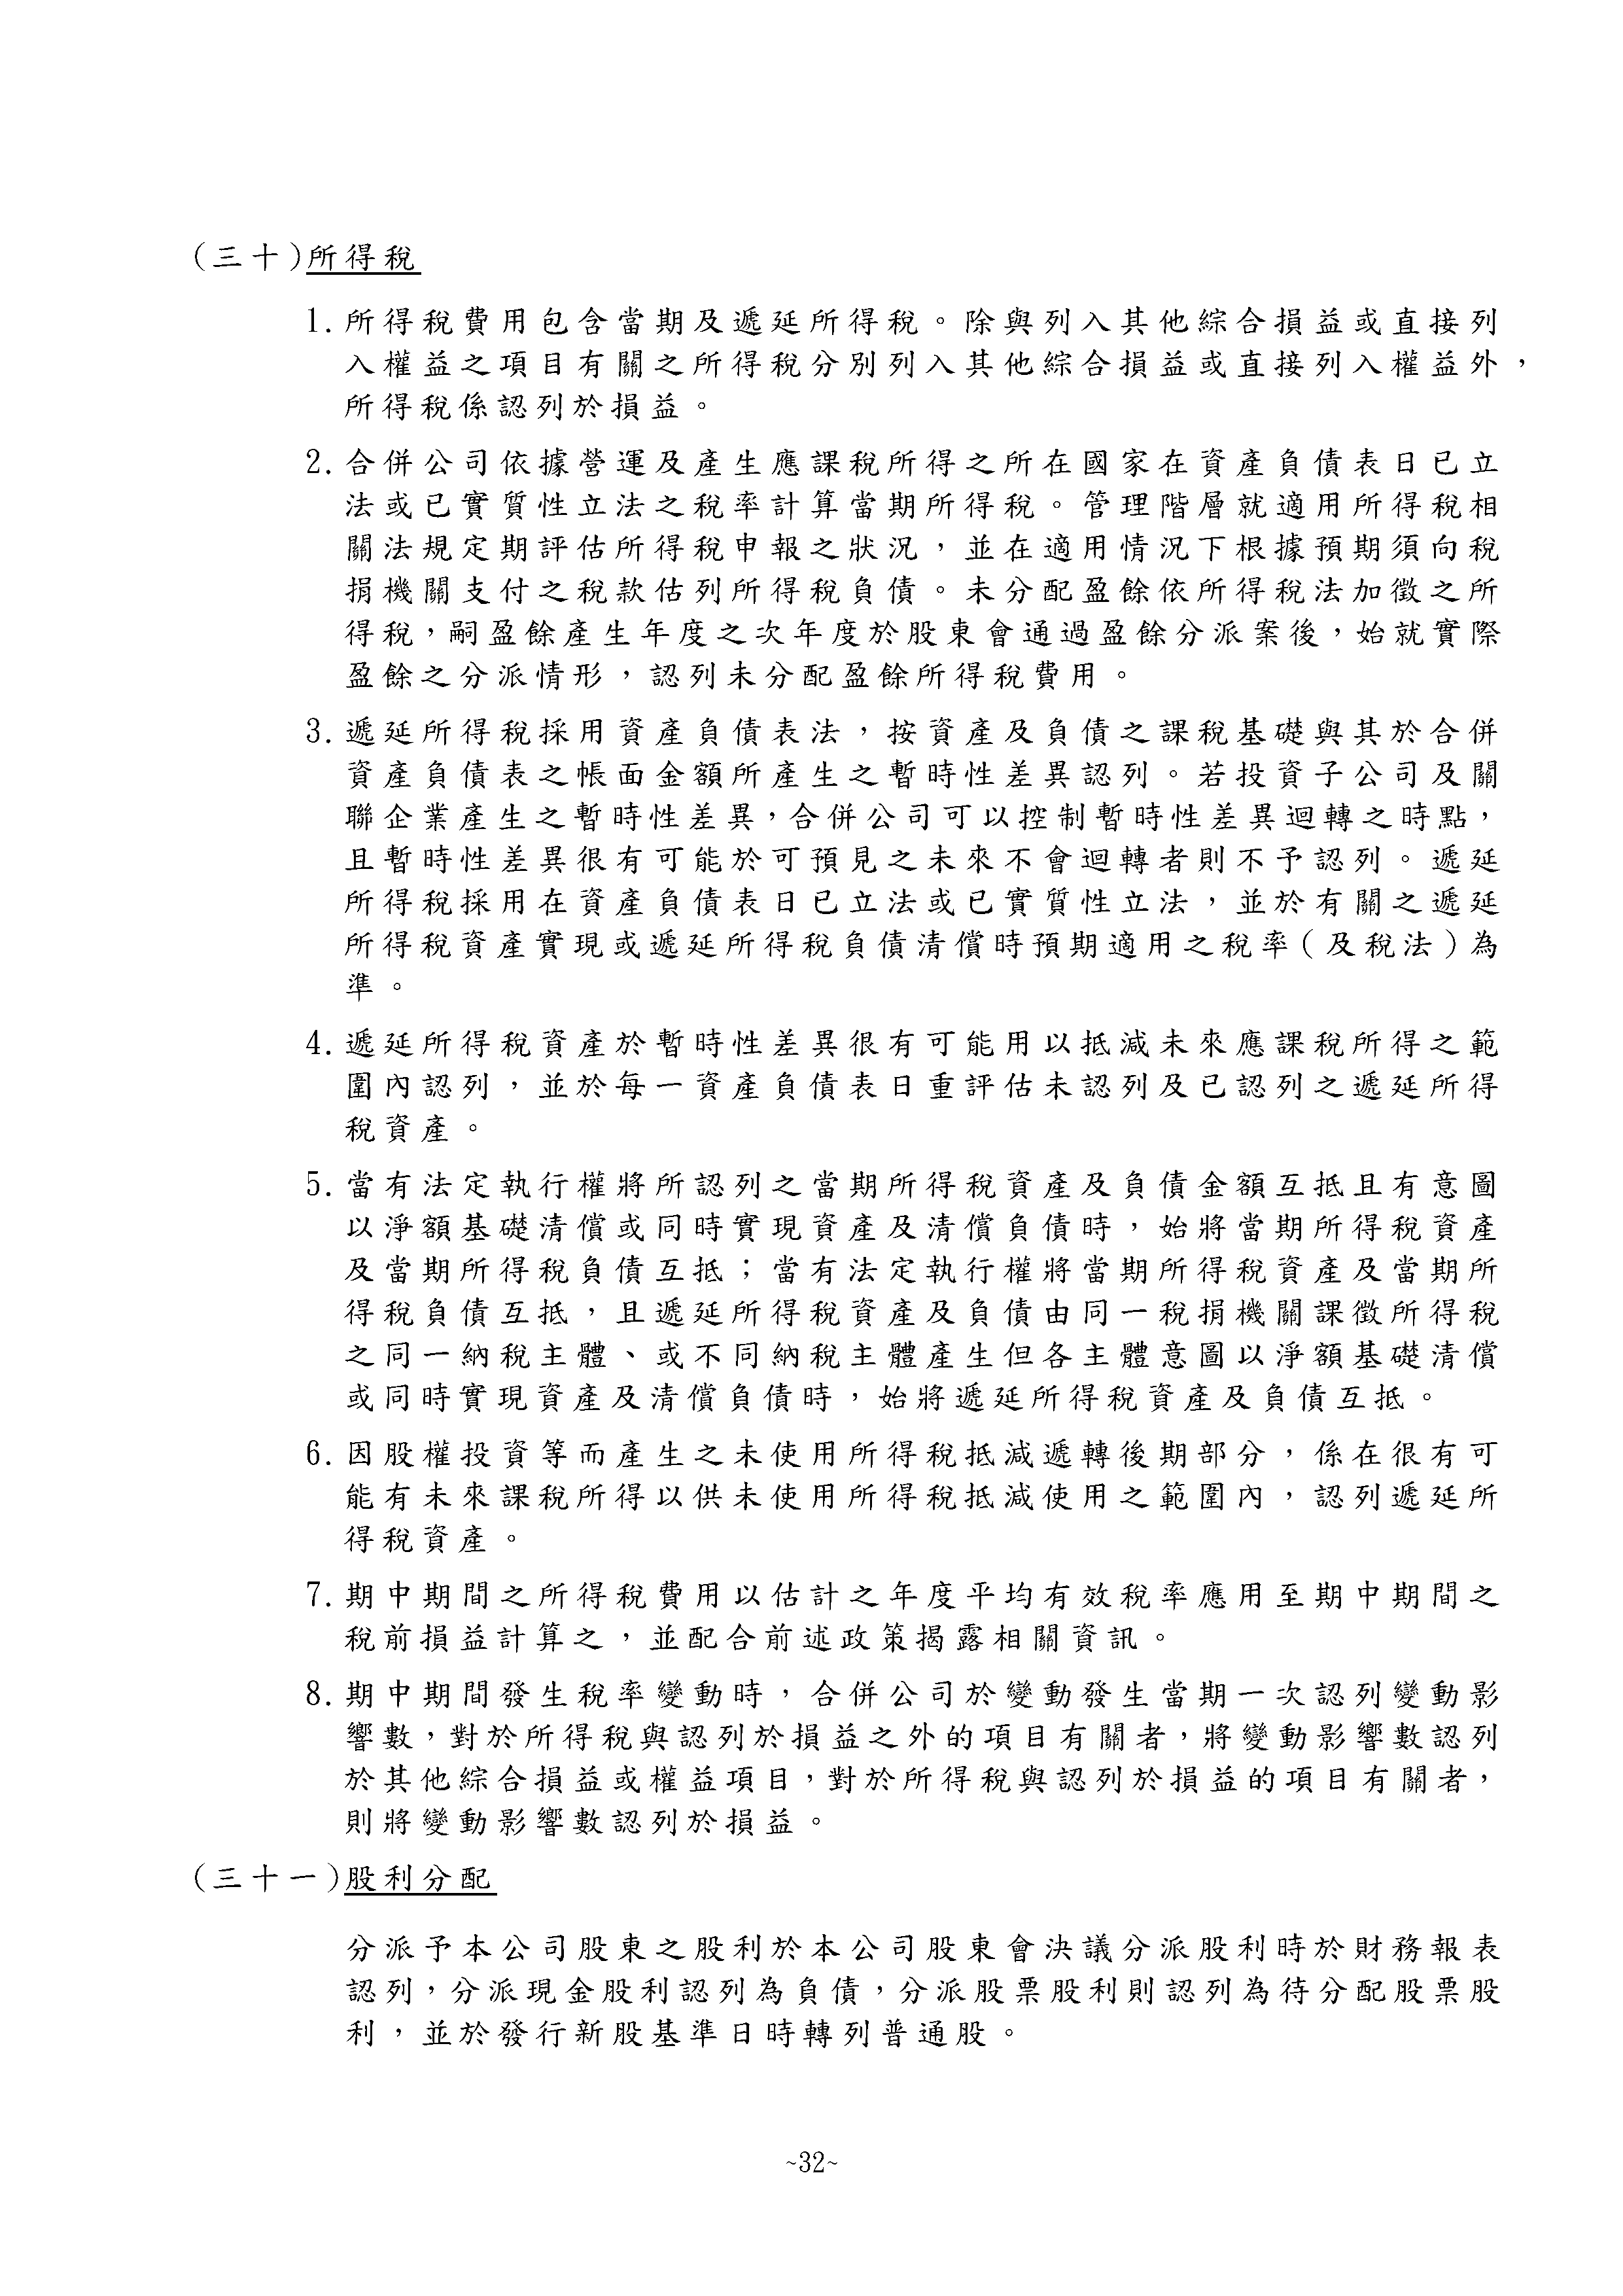 (三十)所得稅
1.所得稅費用包含當期及遞延所得稅。除與列入其他綜合損益或直接列
入權益之項目有關之所得稅分別列入其他綜合損益或直接列入權益外，
所得稅係認列於損益。
2.合併公司依據營運及產生應課稅所得之所在國家在資產負債表日已立
法或已實質性立法之稅率計算當期所得稅。管理階層就適用所得稅相
關法規定期評估所得稅申報之狀況，並在適用情況下根據預期須向稅
捐機關支付之稅款估列所得稅負債。未分配盈餘依所得稅法加徵之所
得稅，嗣盈餘產生年度之次年度於股東會通過盈餘分派案後，始就實際
盈餘之分派情形，認列未分配盈餘所得稅費用。
3.遞延所得稅採用資產負債表法，按資產及負債之課稅基礎與其於合併
資產負債表之帳面金額所產生之暫時性差異認列。若投資子公司及關
聯企業產生之暫時性差異，合併公司可以控制暫時性差異迴轉之時點，
且暫時性差異很有可能於可預見之未來不會迴轉者則不予認列。遞延
所得稅採用在資產負債表日已立法或已實質性立法，並於有關之遞延
所得稅資產實現或遞延所得稅負債清償時預期適用之稅率(及稅法)為
準。
4.遞延所得稅資產於暫時性差異很有可能用以抵減未來應課稅所得之範
圍內認列，並於每一資產負債表日重評估未認列及已認列之遞延所得
稅資產。
5.當有法定執行權將所認列之當期所得稅資產及負債金額互抵且有意圖
以淨額基礎清償或同時實現資產及清償負債時，始將當期所得稅資產
及當期所得稅負債互抵；當有法定執行權將當期所得稅資產及當期所
得稅負債互抵，且遞延所得稅資產及負債由同一稅捐機關課徵所得稅
之同一納稅主體、或不同納稅主體產生但各主體意圖以淨額基礎清償
或同時實現資產及清償負債時，始將遞延所得稅資產及負債互抵。
6.因股權投資等而產生之未使用所得稅抵減遞轉後期部分，係在很有可
能有未來課稅所得以供未使用所得稅抵減使用之範圍內，認列遞延所
得稅資產。
7.期中期間之所得稅費用以估計之年度平均有效稅率應用至期中期間之
稅前損益計算之，並配合前述政策揭露相關資訊。
8.期中期間發生稅率變動時，合併公司於變動發生當期一次認列變動影
響數，對於所得稅與認列於損益之外的項目有關者，將變動影響數認列
於其他綜合損益或權益項目，對於所得稅與認列於損益的項目有關者，
則將變動影響數認列於損益。
(三十一)股利分配
分派予本公司股東之股利於本公司股東會決議分派股利時於財務報表
認列，分派現金股利認列為負債，分派股票股利則認列為待分配股票股
利，並於發行新股基準日時轉列普通股。
~32~